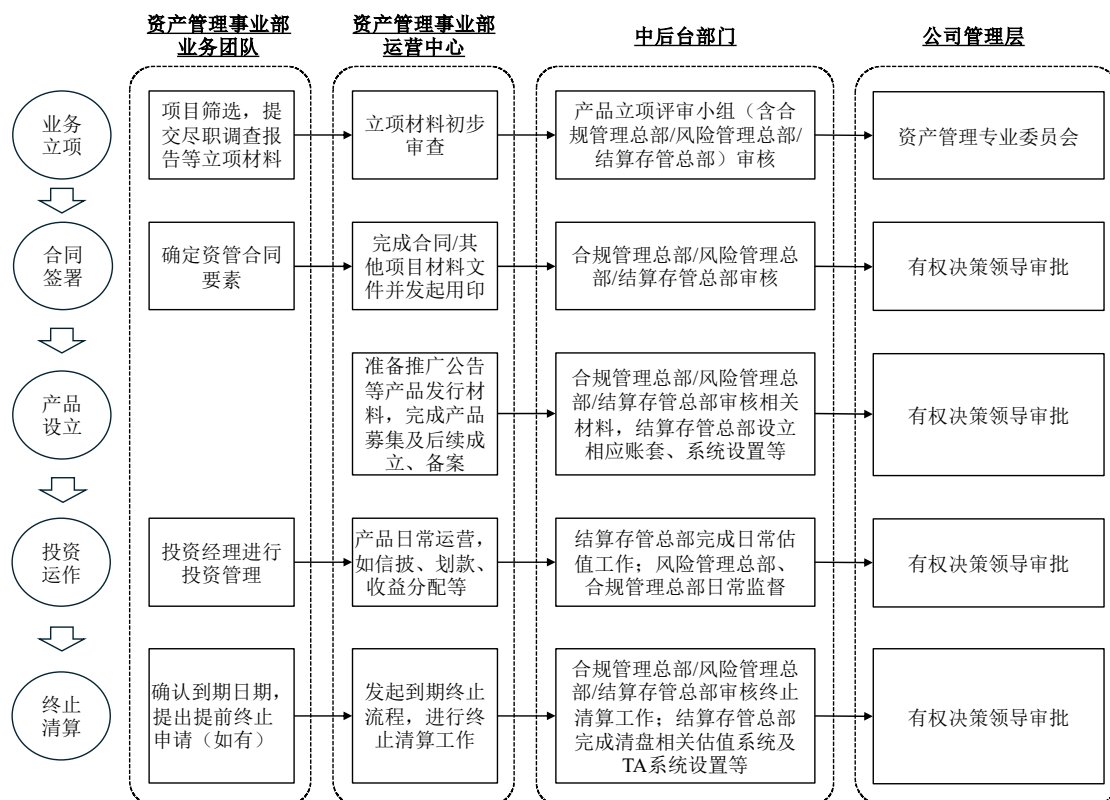 资产管理事业部
业务团队
资产管理事业部
运营中心
中后台部门
公司管理层
业务
立项
项目筛选，提
交尽职调查报
告等立项材料
立项材料初步
审查
产品立项评审小组（含合
规管理总部/风险管理总部/
结算存管总部）审核
资产管理专业委员会
合同
签署
确定资管合同
要素
完成合同/其
他项目材料文
件并发起用印
合规管理总部/风险管理总
部/结算存管总部审核
有权决策领导审批
产品
设立
准备推广公告
等产品发行材
料，完成产品
募集及后续成
立、备案
合规管理总部/风险管理总
部/结算存管总部审核相关
材料，结算存管总部设立
相应账套、系统设置等
有权决策领导审批
投资
运作
投资经理进行
投资管理
产品日常运营，
如信披、划款、
收益分配等
结算存管总部完成日常估
值工作；风险管理总部、
合规管理总部日常监督
有权决策领导审批
终止
清算
确认到期日期，
提出提前终止
申请（如有）
发起到期终止
流程，进行终
止清算工作
合规管理总部/风险管理总
部/结算存管总部审核终止
清算工作；结算存管总部
完成清盘相关估值系统及
TA系统设置等
有权决策领导审批